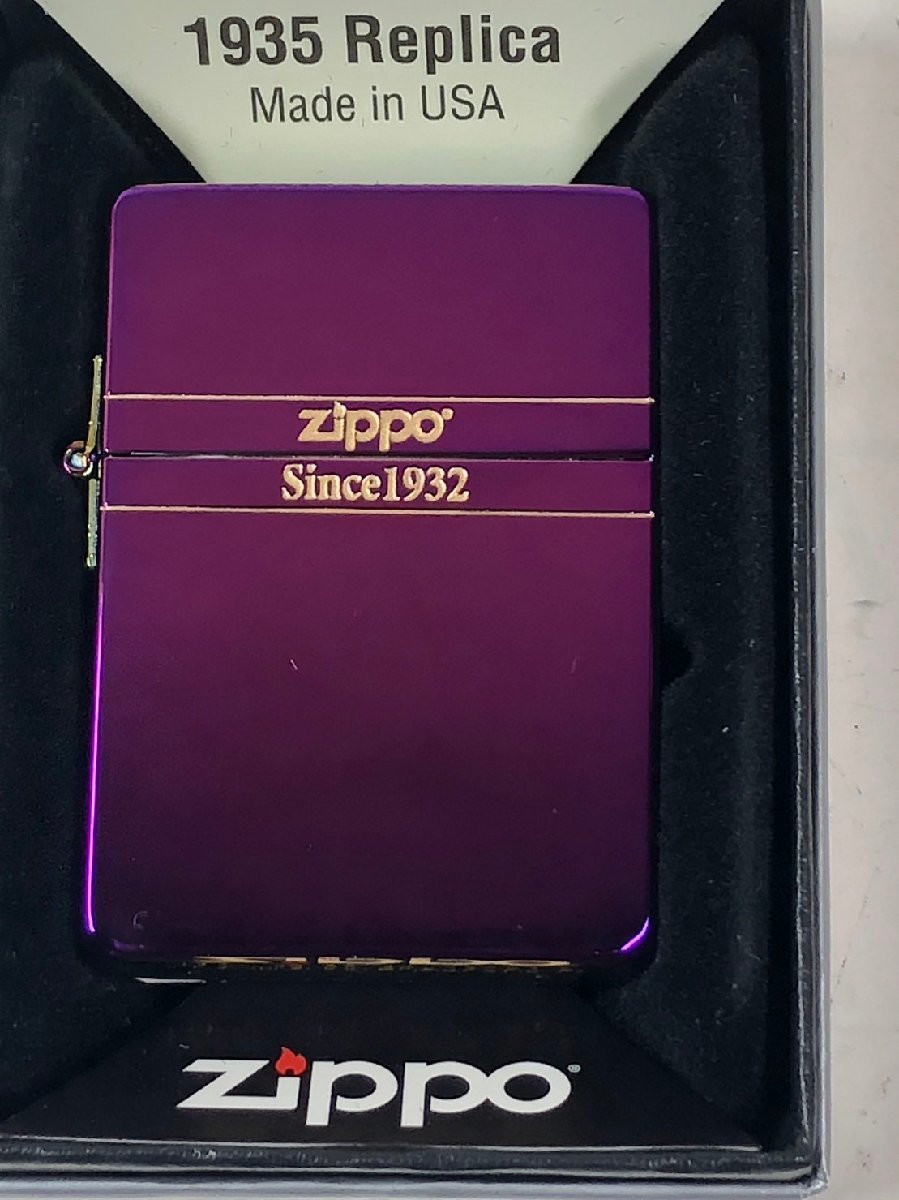 1935 Replica
Made in USA
zippo®
Since1932
zippo®